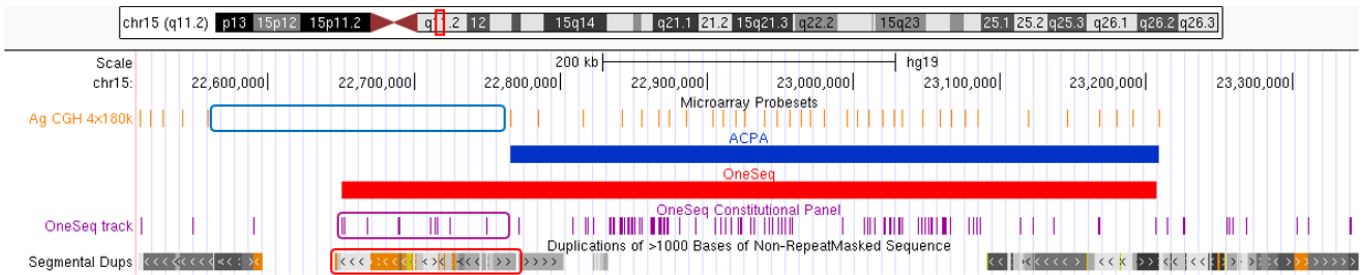 chr15 (q11.2) p13 15p12 15p11.2 q11.2 12 15q14 q21.1 21.2 15q21.3 q22.2 15q23 25.1 25.2 q25.3 q26.1 q26.2 q26.3
Scale 200 kb hg19
chr15: 22,600,000 22,700,000 22,800,000 22,900,000 23,000,000 23,100,000 23,200,000 23,300,000
Microarray Probesets
Ag CGH 4x180k
ACPA
OneSeq
OneSeq Constitutional Panel
OneSeq track
Duplications of >1000 Bases of Non-RepeatMasked Sequence
Segmental Dups